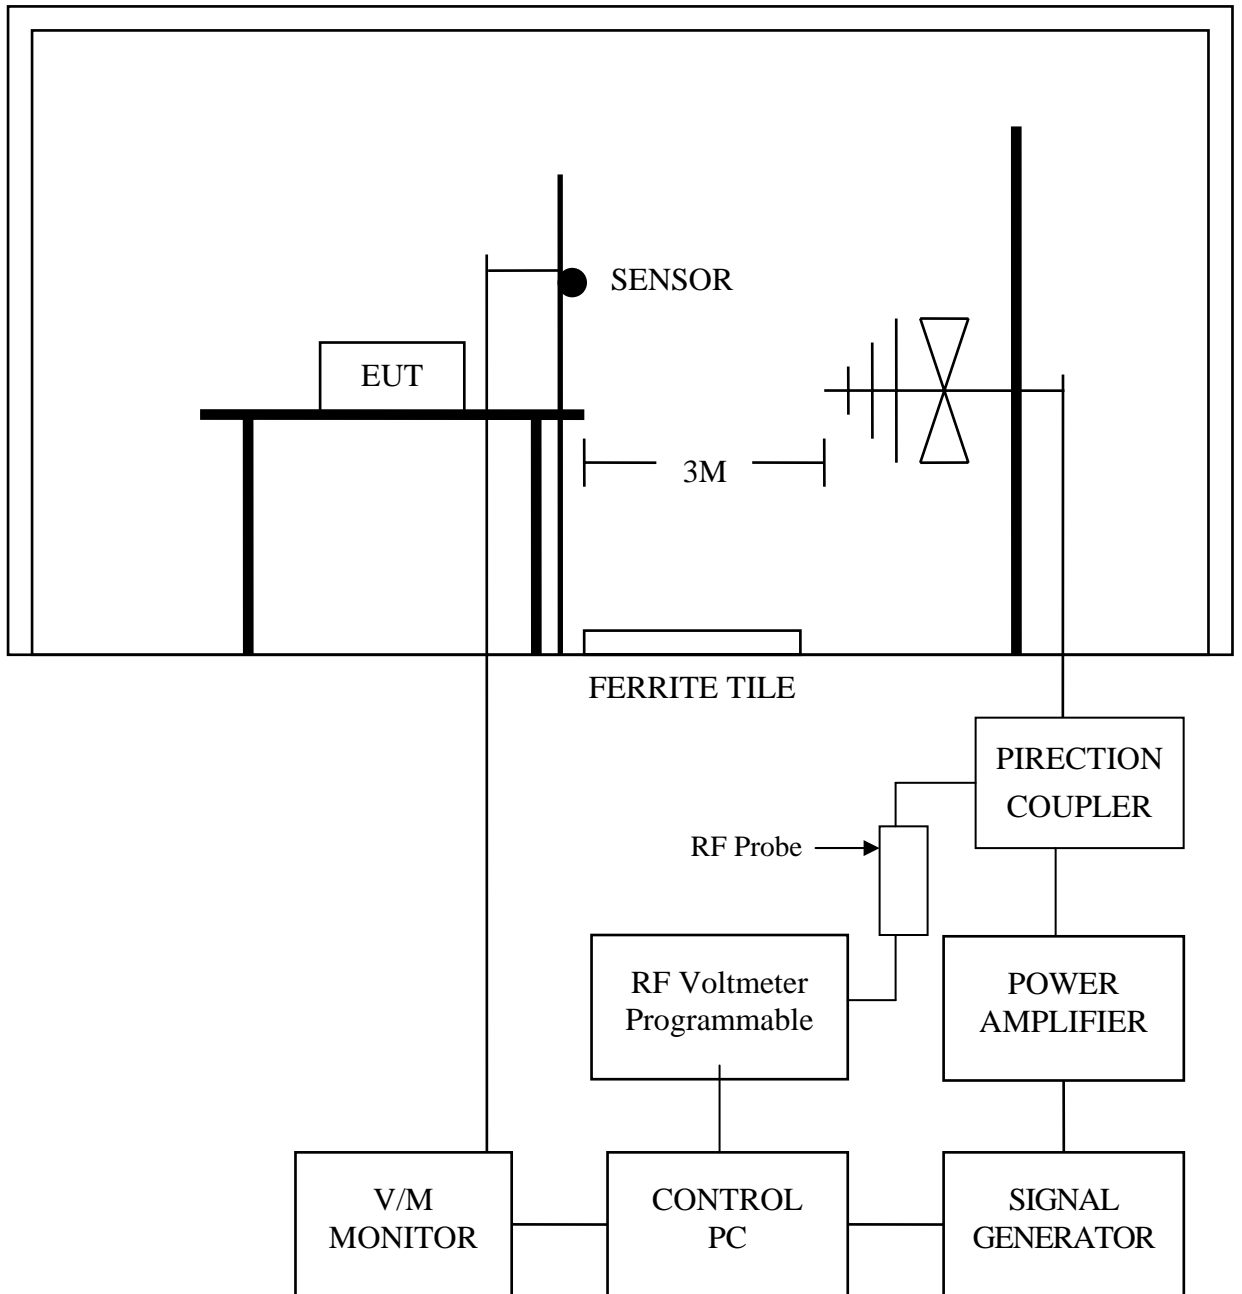 SENSOR
EUT
3M
FERRITE TILE
PIRECTION
COUPLER
RF Probe
RF Voltmeter
Programmable
POWER
AMPLIFIER
V/M
MONITOR
CONTROL
PC
SIGNAL
GENERATOR